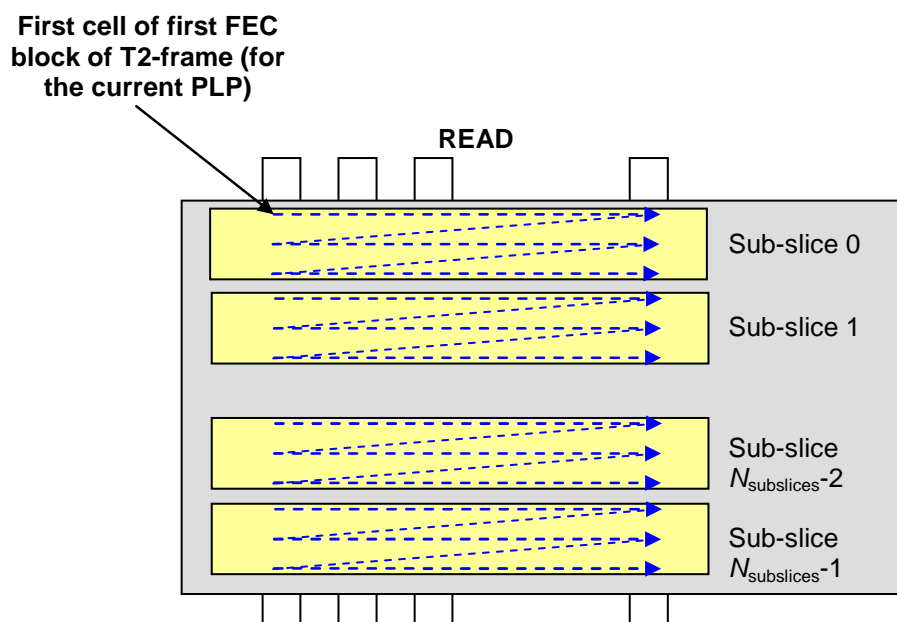 First cell of first FEC
block of T2-frame (for
the current PLP)
READ
Sub-slice 0
Sub-slice 1
Sub-slice
Nsubslices-2
Sub-slice
Nsubslices-1